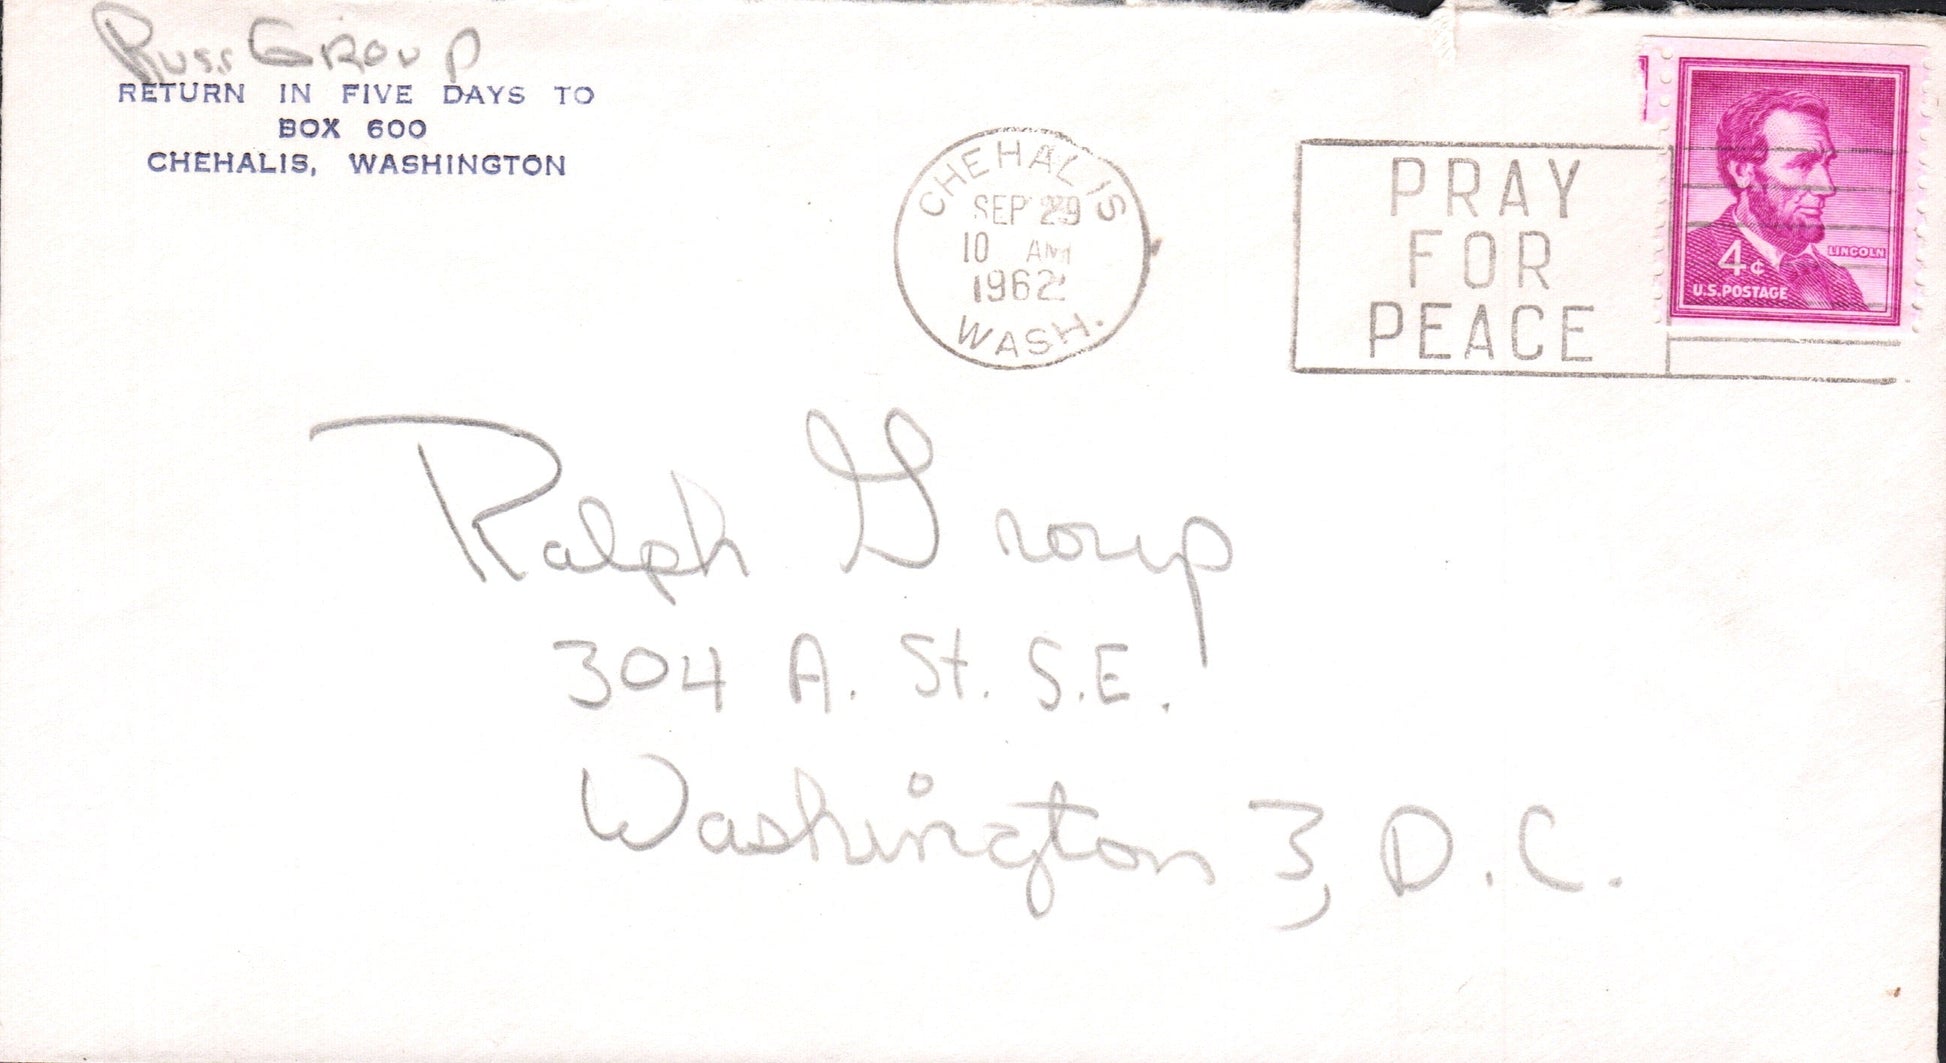 Russ Group
RETURN IN FIVE DAYS TO
BOX 600
CHEHALIS, WASHINGTON
CHEHALIS
SEP 29
10 AM
1962
WASH.
PRAY
FOR
PEACE
LINCOLN
4¢
U.S. POSTAGE
Ralph Group
304 A. St. S.E.
Washington 3, D.C.